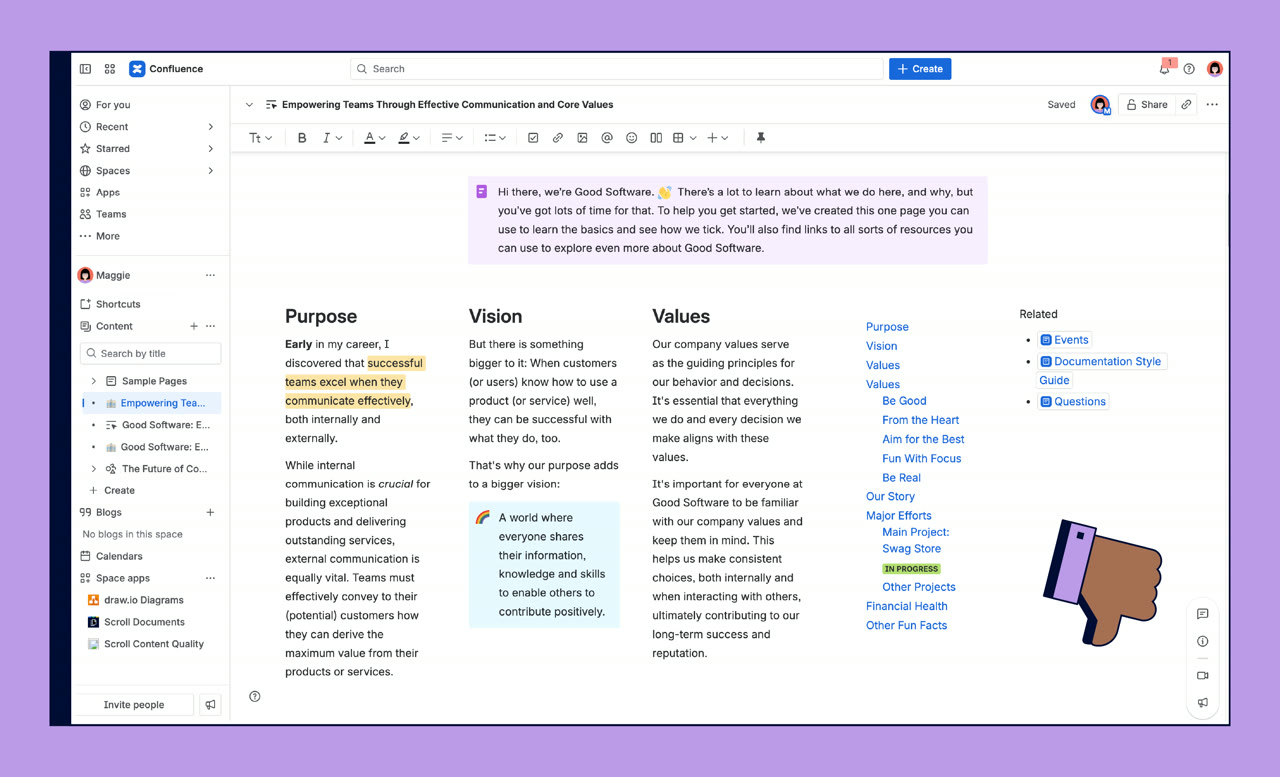 Confluence
Search
Create
1
For you
Recent
Starred
Spaces
Apps
Teams
More
Maggie
Shortcuts
Content
Search by title
Sample Pages
Empowering Tea...
Good Software: E...
Good Software: E...
The Future of Co...
Create
Blogs
No blogs in this space
Calendars
Space apps
draw.io Diagrams
Scroll Documents
Scroll Content Quality
Invite people
Empowering Teams Through Effective Communication and Core Values
Saved
M
Share
Tt
B
I
A
Hi there, we're Good Software. 👋 There's a lot to learn about what we do here, and why, but
you've got lots of time for that. To help you get started, we've created this one page you can
use to learn the basics and see how we tick. You'll also find links to all sorts of resources you
can use to explore even more about Good Software.
Purpose
Early in my career, I
discovered that successful
teams excel when they
communicate effectively,
both internally and
externally.
While internal
communication is crucial for
building exceptional
products and delivering
outstanding services,
external communication is
equally vital. Teams must
effectively convey to their
(potential) customers how
they can derive the
maximum value from their
products or services.
Vision
But there is something
bigger to it: When customers
(or users) know how to use a
product (or service) well,
they can be successful with
what they do, too.
That's why our purpose adds
to a bigger vision:
A world where
everyone shares
their information,
knowledge and skills
to enable others to
contribute positively.
Values
Our company values serve
as the guiding principles for
our behavior and decisions.
It's essential that everything
we do and every decision we
make aligns with these
values.
It's important for everyone at
Good Software to be familiar
with our company values and
keep them in mind. This
helps us make consistent
choices, both internally and
when interacting with others,
ultimately contributing to our
long-term success and
reputation.
Purpose
Vision
Values
Values
Be Good
From the Heart
Aim for the Best
Fun With Focus
Be Real
Our Story
Major Efforts
Main Project:
Swag Store
IN PROGRESS
Other Projects
Financial Health
Other Fun Facts
Related
Events
Documentation Style
Guide
Questions